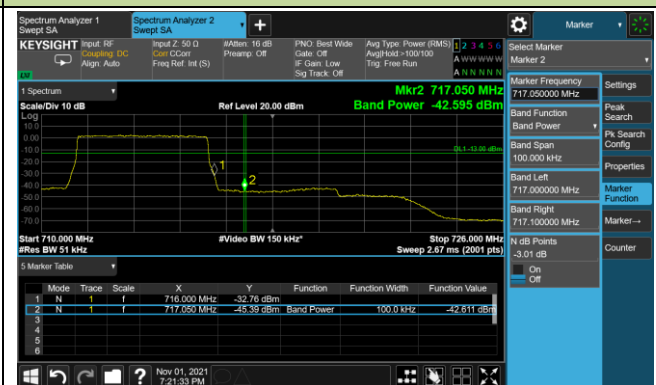 Spectrum Analyzer 1
Swept SA
Spectrum Analyzer 2
Swept SA
+
Marker
KEYSIGHT
Input: RF
Coupling: DC
Align: Auto
Input Z: 50 Ω
Corr CCorr
Freq Ref: Int (S)
#Atten: 16 dB
Preamp: Off
PNO: Best Wide
Gate: Off
IF Gain: Low
Sig Track: Off
Avg Type: Power (RMS)
Avg|Hold:>100/100
Trig: Free Run
1 2 3 4 5 6
A W W W W W
A N N N N N
Select Marker
Marker 2
1 Spectrum
Scale/Div 10 dB
Ref Level 20.00 dBm
Mkr2 717.050 MHz
Band Power -42.595 dBm
Log
10.0
0.00
-10.0
-20.0
-30.0
-40.0
-50.0
-60.0
-70.0
DL1 -13.00 dBm
1
2
Start 710.000 MHz
#Res BW 51 kHz
#Video BW 150 kHz*
Stop 726.000 MHz
Sweep 2.67 ms (2001 pts)
Marker Frequency
717.050000 MHz
Band Function
Band Power
Band Span
100.000 kHz
Band Left
717.000000 MHz
Band Right
717.100000 MHz
N dB Points
-3.01 dB
On
Off
Settings
Peak
Search
Pk Search
Config
Properties
Marker
Function
Marker→
Counter
5 Marker Table
Mode Trace Scale X Y Function Function Width Function Value
1 N 1 f 716.000 MHz -32.76 dBm
2 N 1 f 717.050 MHz -45.39 dBm Band Power 100.0 kHz -42.611 dBm
3
4
5
6
?
Nov 01, 2021
7:21:33 PM